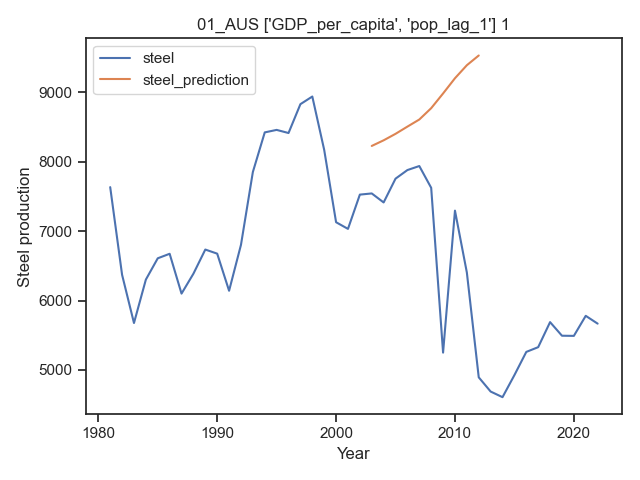 01_AUS ['GDP_per_capita', 'pop_lag_1'] 1
steel
steel_prediction
9000
8000
7000
6000
5000
Steel production
1980
1990
2000
2010
2020
Year